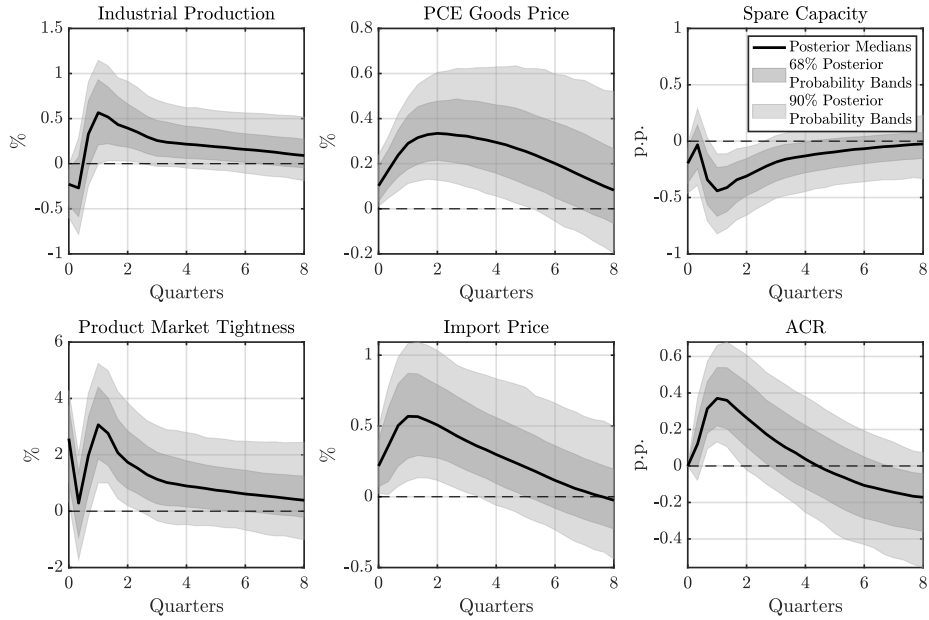 Industrial Production
1.5
1
0.5
0
-0.5
-1
%
0 2 4 6 8
Quarters
PCE Goods Price
0.8
0.6
0.4
0.2
0
-0.2
%
0 2 4 6 8
Quarters
Spare Capacity
1
0.5
0
-0.5
-1
p.p.
0 2 4 6 8
Quarters
Posterior Medians
68% Posterior
Probability Bands
90% Posterior
Probability Bands
Product Market Tightness
6
4
2
0
-2
%
0 2 4 6 8
Quarters
Import Price
1
0.5
0
-0.5
%
0 2 4 6 8
Quarters
ACR
0.6
0.4
0.2
0
-0.2
-0.4
p.p.
0 2 4 6 8
Quarters